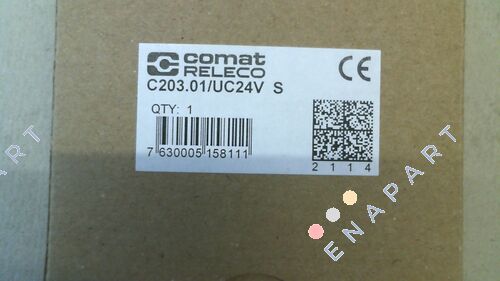 comat
RELECO
CE
C203.01/UC24V S
QTY: 1
7 630005 158111
2 1 1 4
ENAPART